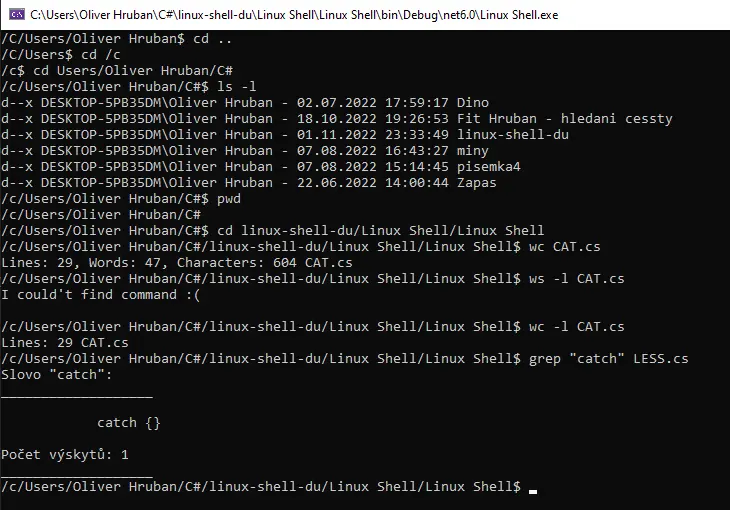 C:\Users\Oliver Hruban\C#\linux-shell-du\Linux Shell\Linux Shell\bin\Debug\net6.0\Linux Shell.exe
/C/Users/Oliver Hruban$ cd ..
/C/Users$ cd /c
/c$ cd Users/Oliver Hruban/C#
/c/Users/Oliver Hruban/C#$ ls -l
d--x DESKTOP-5PB35DM\Oliver Hruban - 02.07.2022 17:59:17 Dino
d--x DESKTOP-5PB35DM\Oliver Hruban - 18.10.2022 19:26:53 Fit Hruban - hledani cessty
d--x DESKTOP-5PB35DM\Oliver Hruban - 01.11.2022 23:33:49 linux-shell-du
d--x DESKTOP-5PB35DM\Oliver Hruban - 07.08.2022 16:43:27 miny
d--x DESKTOP-5PB35DM\Oliver Hruban - 07.08.2022 15:14:45 pisemka4
d--x DESKTOP-5PB35DM\Oliver Hruban - 22.06.2022 14:00:44 Zapas
/c/Users/Oliver Hruban/C#$ pwd
/c/Users/Oliver Hruban/C#
/c/Users/Oliver Hruban/C#$ cd linux-shell-du/Linux Shell/Linux Shell
/c/Users/Oliver Hruban/C#/linux-shell-du/Linux Shell/Linux Shell$ wc CAT.cs
Lines: 29, Words: 47, Characters: 604 CAT.cs
/c/Users/Oliver Hruban/C#/linux-shell-du/Linux Shell/Linux Shell$ ws -l CAT.cs
I could't find command :(
/c/Users/Oliver Hruban/C#/linux-shell-du/Linux Shell/Linux Shell$ wc -l CAT.cs
Lines: 29 CAT.cs
/c/Users/Oliver Hruban/C#/linux-shell-du/Linux Shell/Linux Shell$ grep "catch" LESS.cs
Slovo "catch":
___________________
catch {}
Počet výskytů: 1
___________________
/c/Users/Oliver Hruban/C#/linux-shell-du/Linux Shell/Linux Shell$